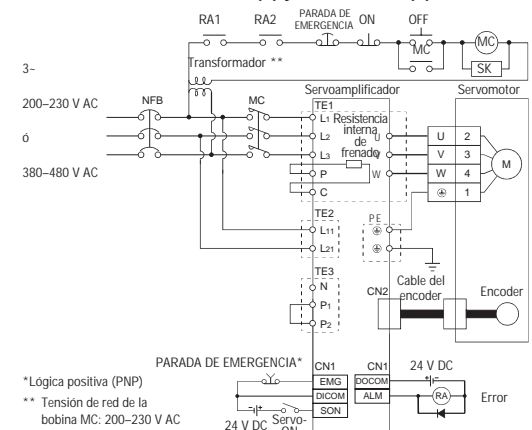 RA1 RA2 PARADA DE EMERGENCIA ON OFF
MC MC
SK
3~
Transformador **
Servoamplificador Servomotor
200–230 V AC NFB MC TE1
L1 Resistencia interna de frenado U U 2
ó L2 V V 3 M
L3 W W 4
380–480 V AC P 1
C
TE2 PE
L11
L21
TE3
N Cable del encoder Encoder
CN2
P1
P2
PARADA DE EMERGENCIA* CN1 CN1 24 V DC
*Lógica positiva (PNP) EMG DOCOM
DICOM ALM RA Error
** Tensión de red de la SON
bobina MC: 200–230 V AC 24 V DC Servo-ON